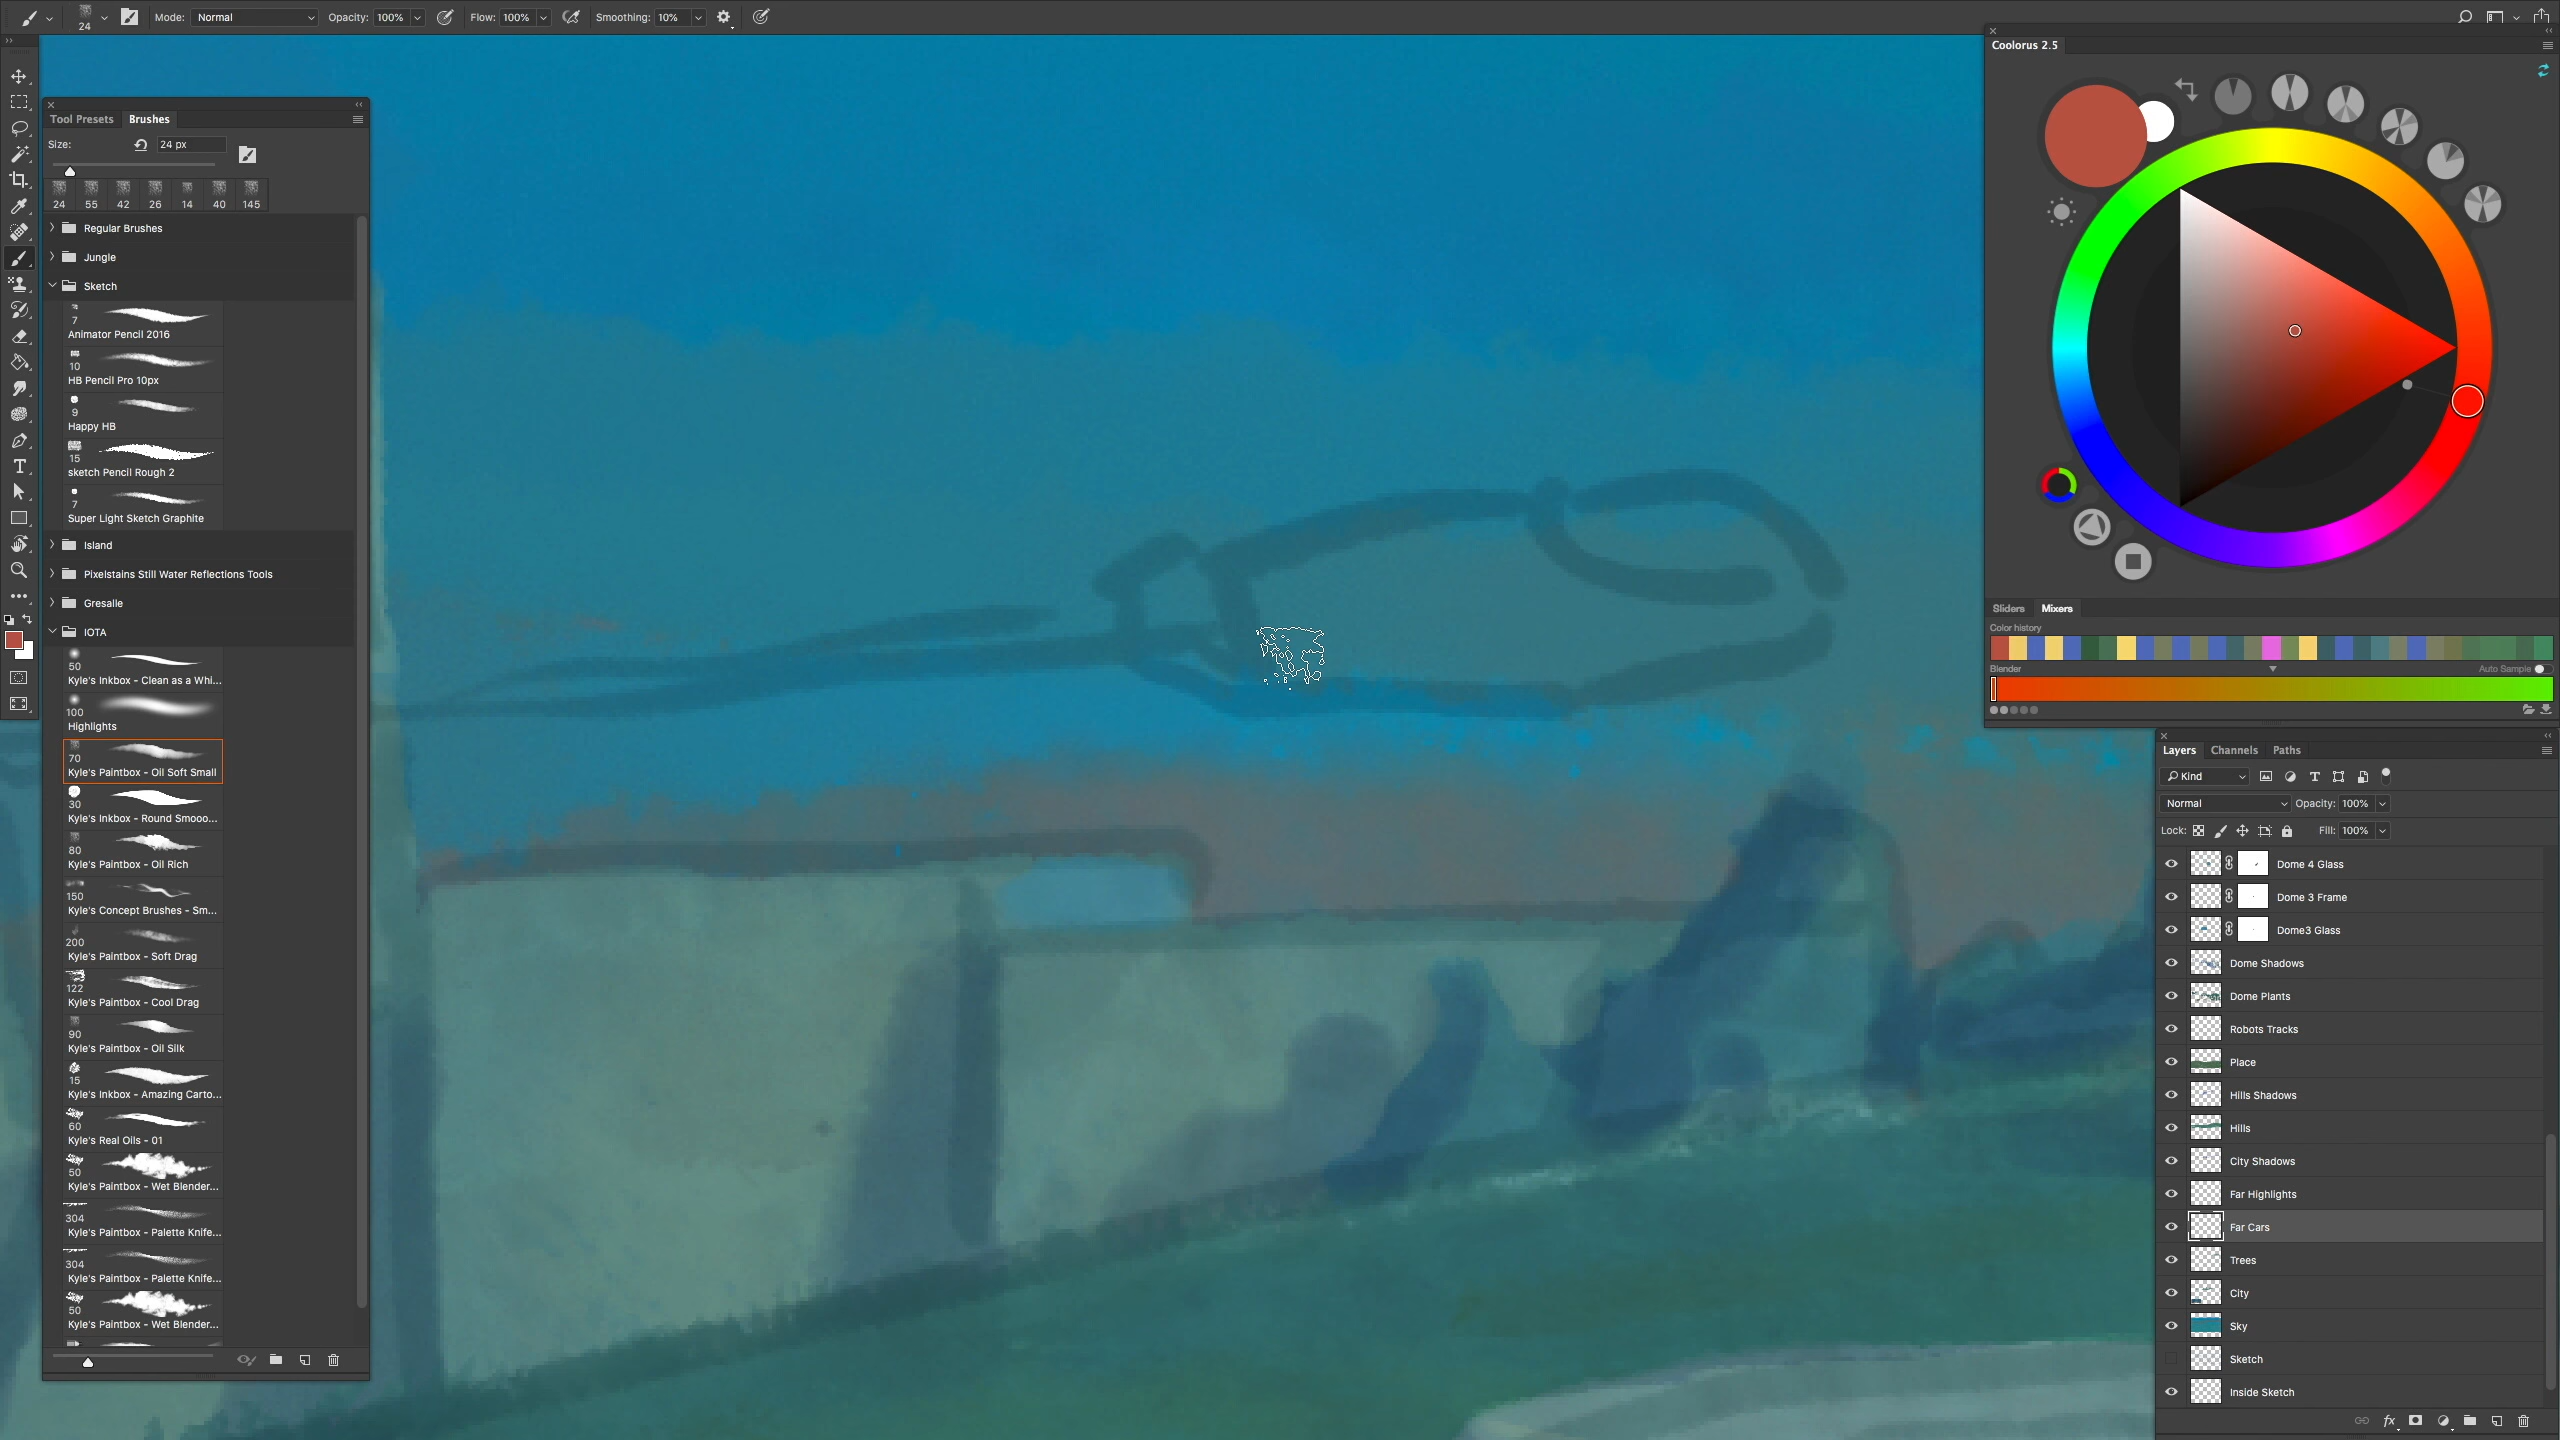 24
Mode: Normal
Opacity: 100%
Flow: 100%
Smoothing: 10%
Tool Presets
Brushes
Size: 24 px
24 55 42 26 14 40 145
Regular Brushes
Jungle
Sketch
7
Animator Pencil 2016
10
HB Pencil Pro 10px
9
Happy HB
15
sketch Pencil Rough 2
7
Super Light Sketch Graphite
Island
Pixelstains Still Water Reflections Tools
Gresalle
IOTA
50
Kyle's Inkbox - Clean as a Whi...
100
Highlights
70
Kyle's Paintbox - Oil Soft Small
30
Kyle's Inkbox - Round Smooo...
80
Kyle's Paintbox - Oil Rich
150
Kyle's Concept Brushes - Sm...
200
Kyle's Paintbox - Soft Drag
122
Kyle's Paintbox - Cool Drag
90
Kyle's Paintbox - Oil Silk
15
Kyle's Inkbox - Amazing Carto...
60
Kyle's Real Oils - 01
50
Kyle's Paintbox - Wet Blender...
304
Kyle's Paintbox - Palette Knife...
304
Kyle's Paintbox - Palette Knife...
50
Kyle's Paintbox - Wet Blender...
Coolorus 2.5
Sliders
Mixers
Color history
Blender
Auto Sample
Layers
Channels
Paths
Kind
Normal
Opacity: 100%
Lock:
Fill: 100%
Dome 4 Glass
Dome 3 Frame
Dome3 Glass
Dome Shadows
Dome Plants
Robots Tracks
Place
Hills Shadows
Hills
City Shadows
Far Highlights
Far Cars
Trees
City
Sky
Sketch
Inside Sketch
fx